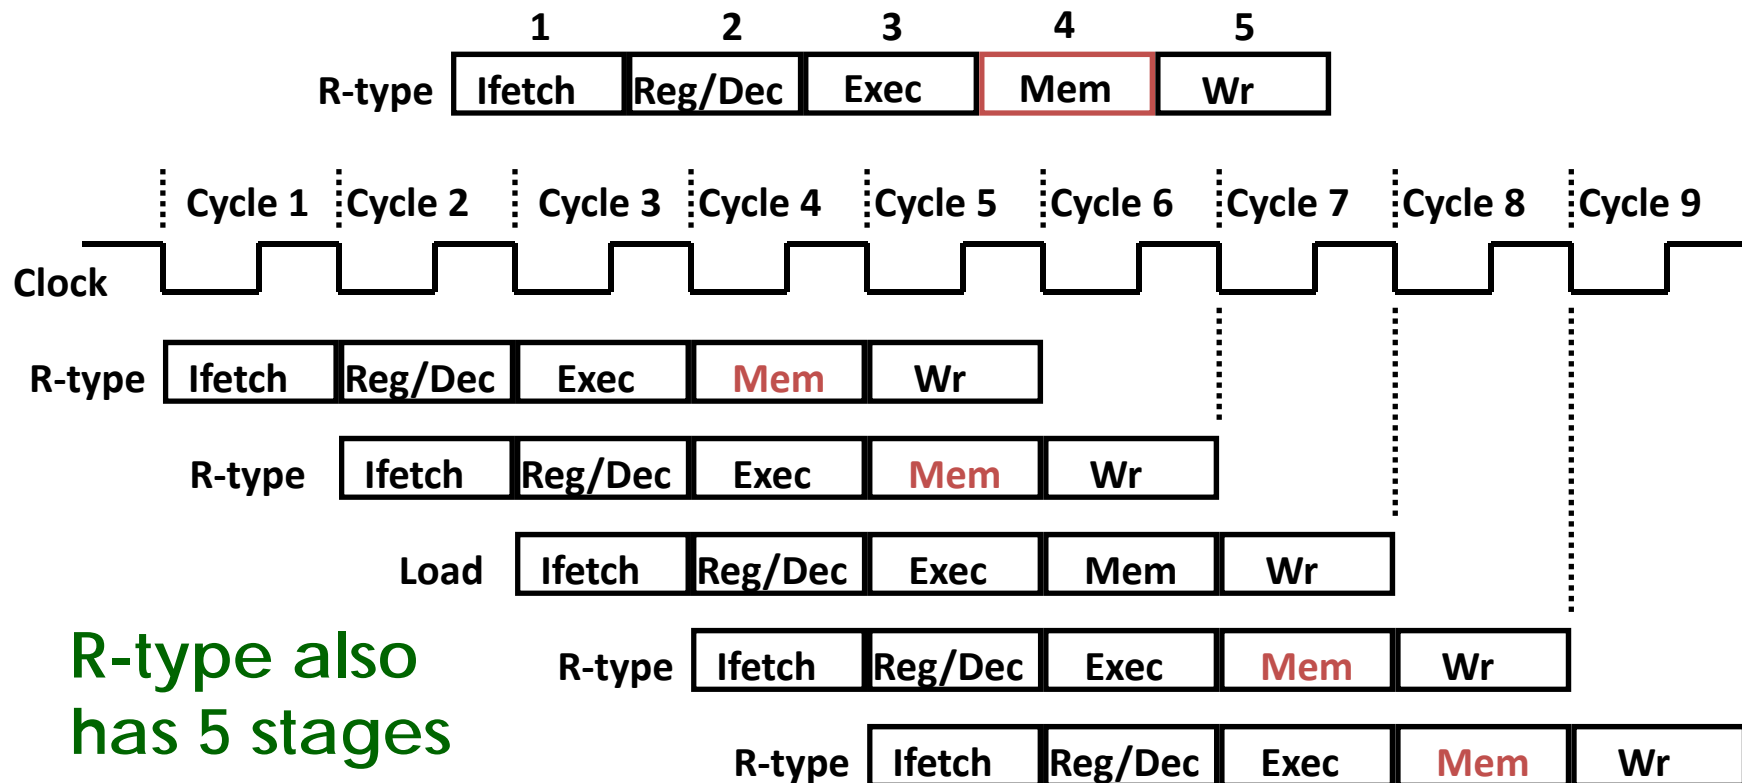 1 2 3 4 5
R-type Ifetch Reg/Dec Exec Mem Wr
Cycle 1 Cycle 2 Cycle 3 Cycle 4 Cycle 5 Cycle 6 Cycle 7 Cycle 8 Cycle 9
Clock
R-type Ifetch Reg/Dec Exec Mem Wr
R-type Ifetch Reg/Dec Exec Mem Wr
Load Ifetch Reg/Dec Exec Mem Wr
R-type Ifetch Reg/Dec Exec Mem Wr
R-type Ifetch Reg/Dec Exec Mem Wr
R-type also
has 5 stages